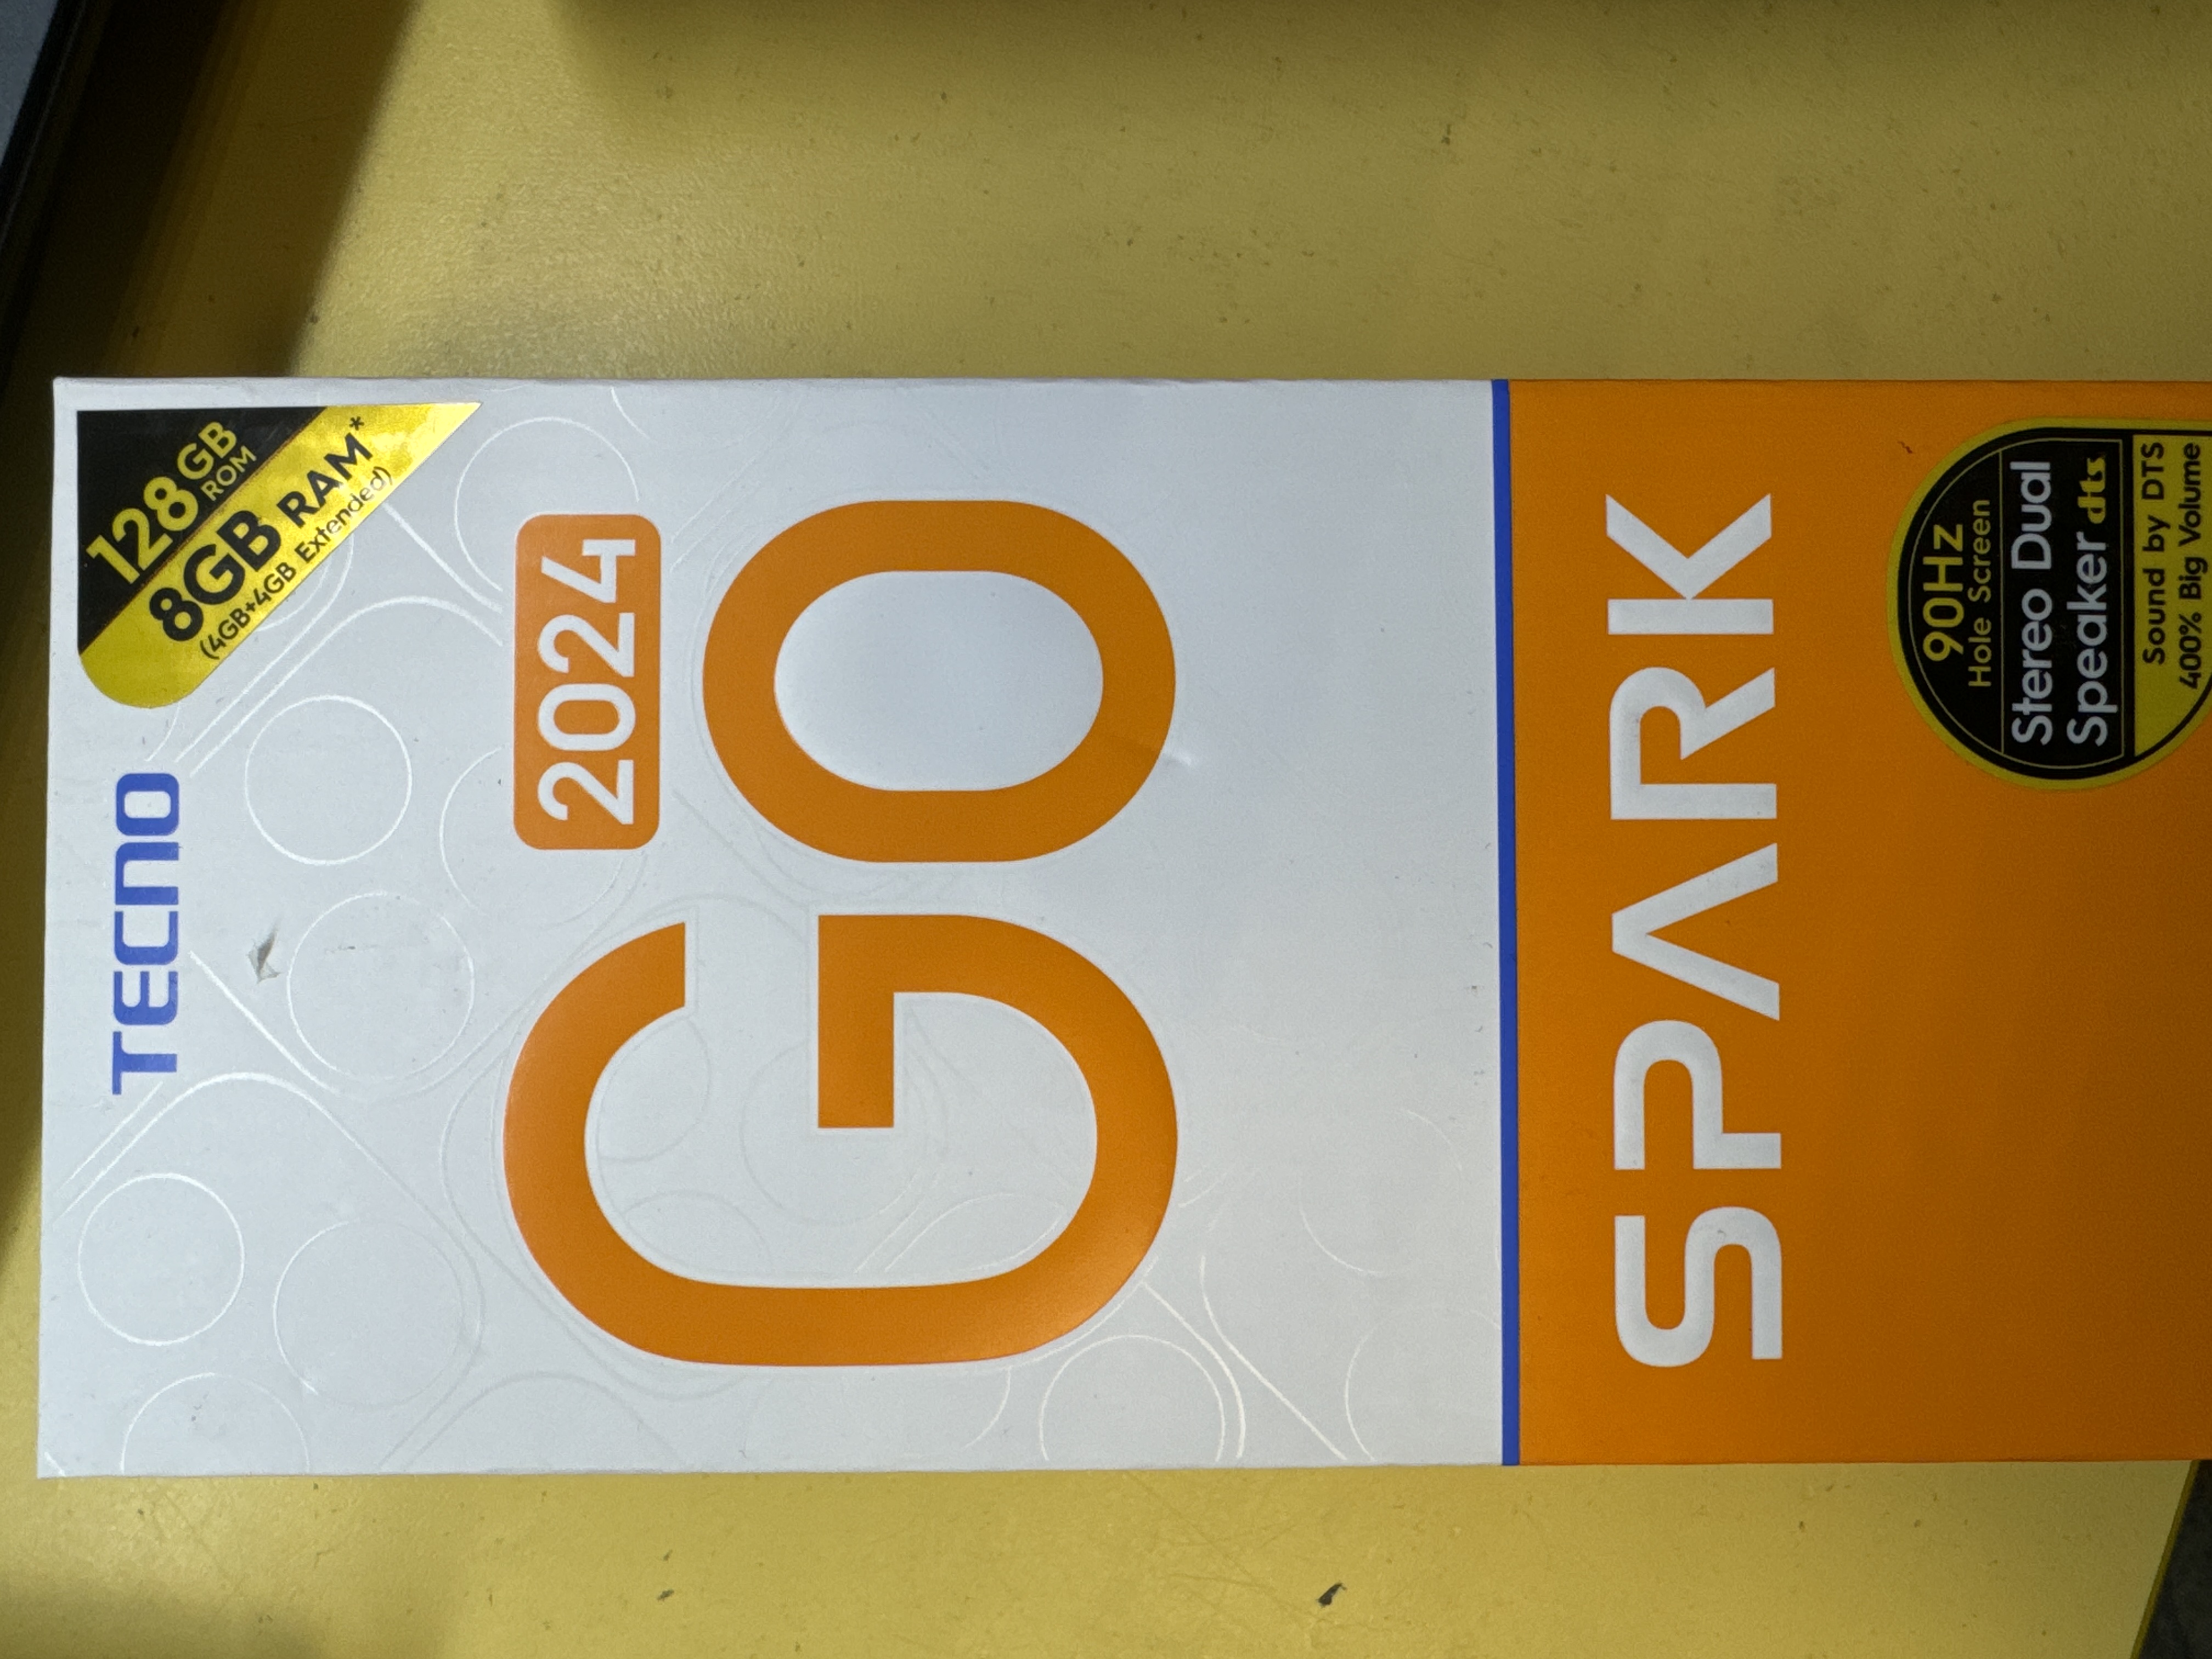 TECNO
128GB
ROM
8GB RAM*
(4GB+4GB Extended)
2024
GO
SPARK
90Hz
Hole Screen
Stereo Dual
Speaker dts
Sound by DTS
400% Big Volume